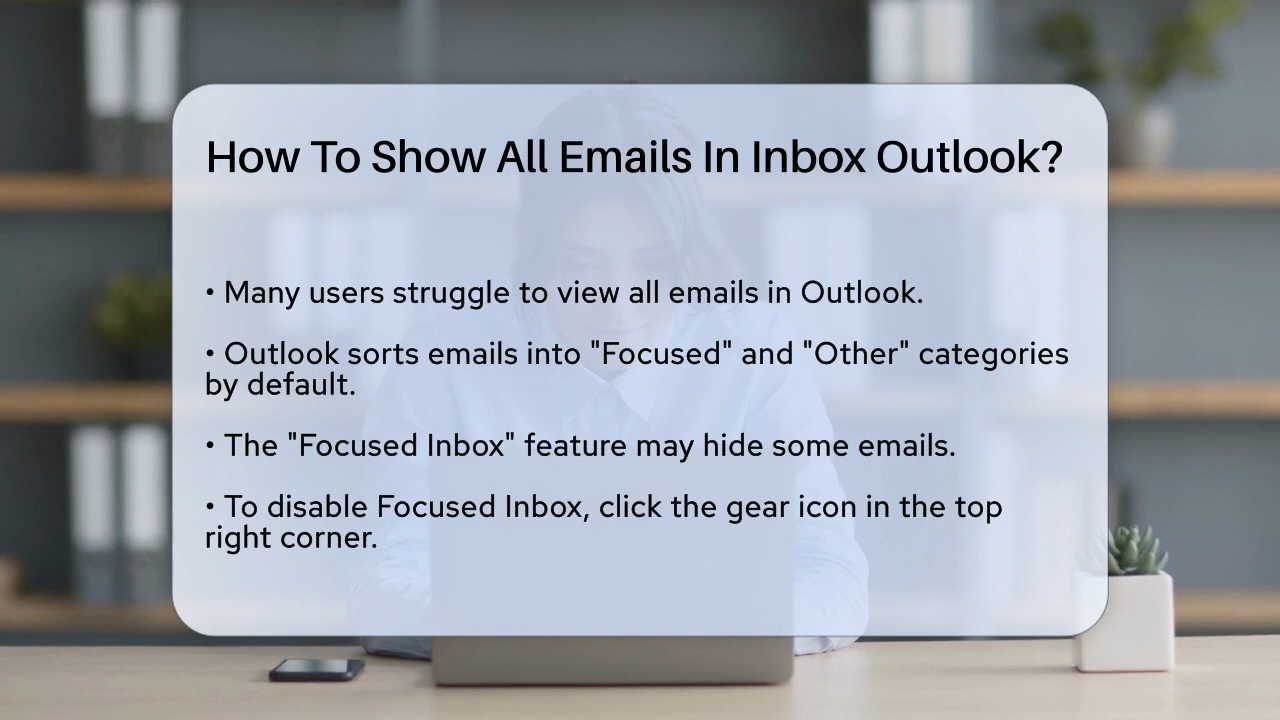 How To Show All Emails In Inbox Outlook?
• Many users struggle to view all emails in Outlook.
• Outlook sorts emails into "Focused" and "Other" categories
by default.
• The "Focused Inbox" feature may hide some emails.
• To disable Focused Inbox, click the gear icon in the top
right corner.